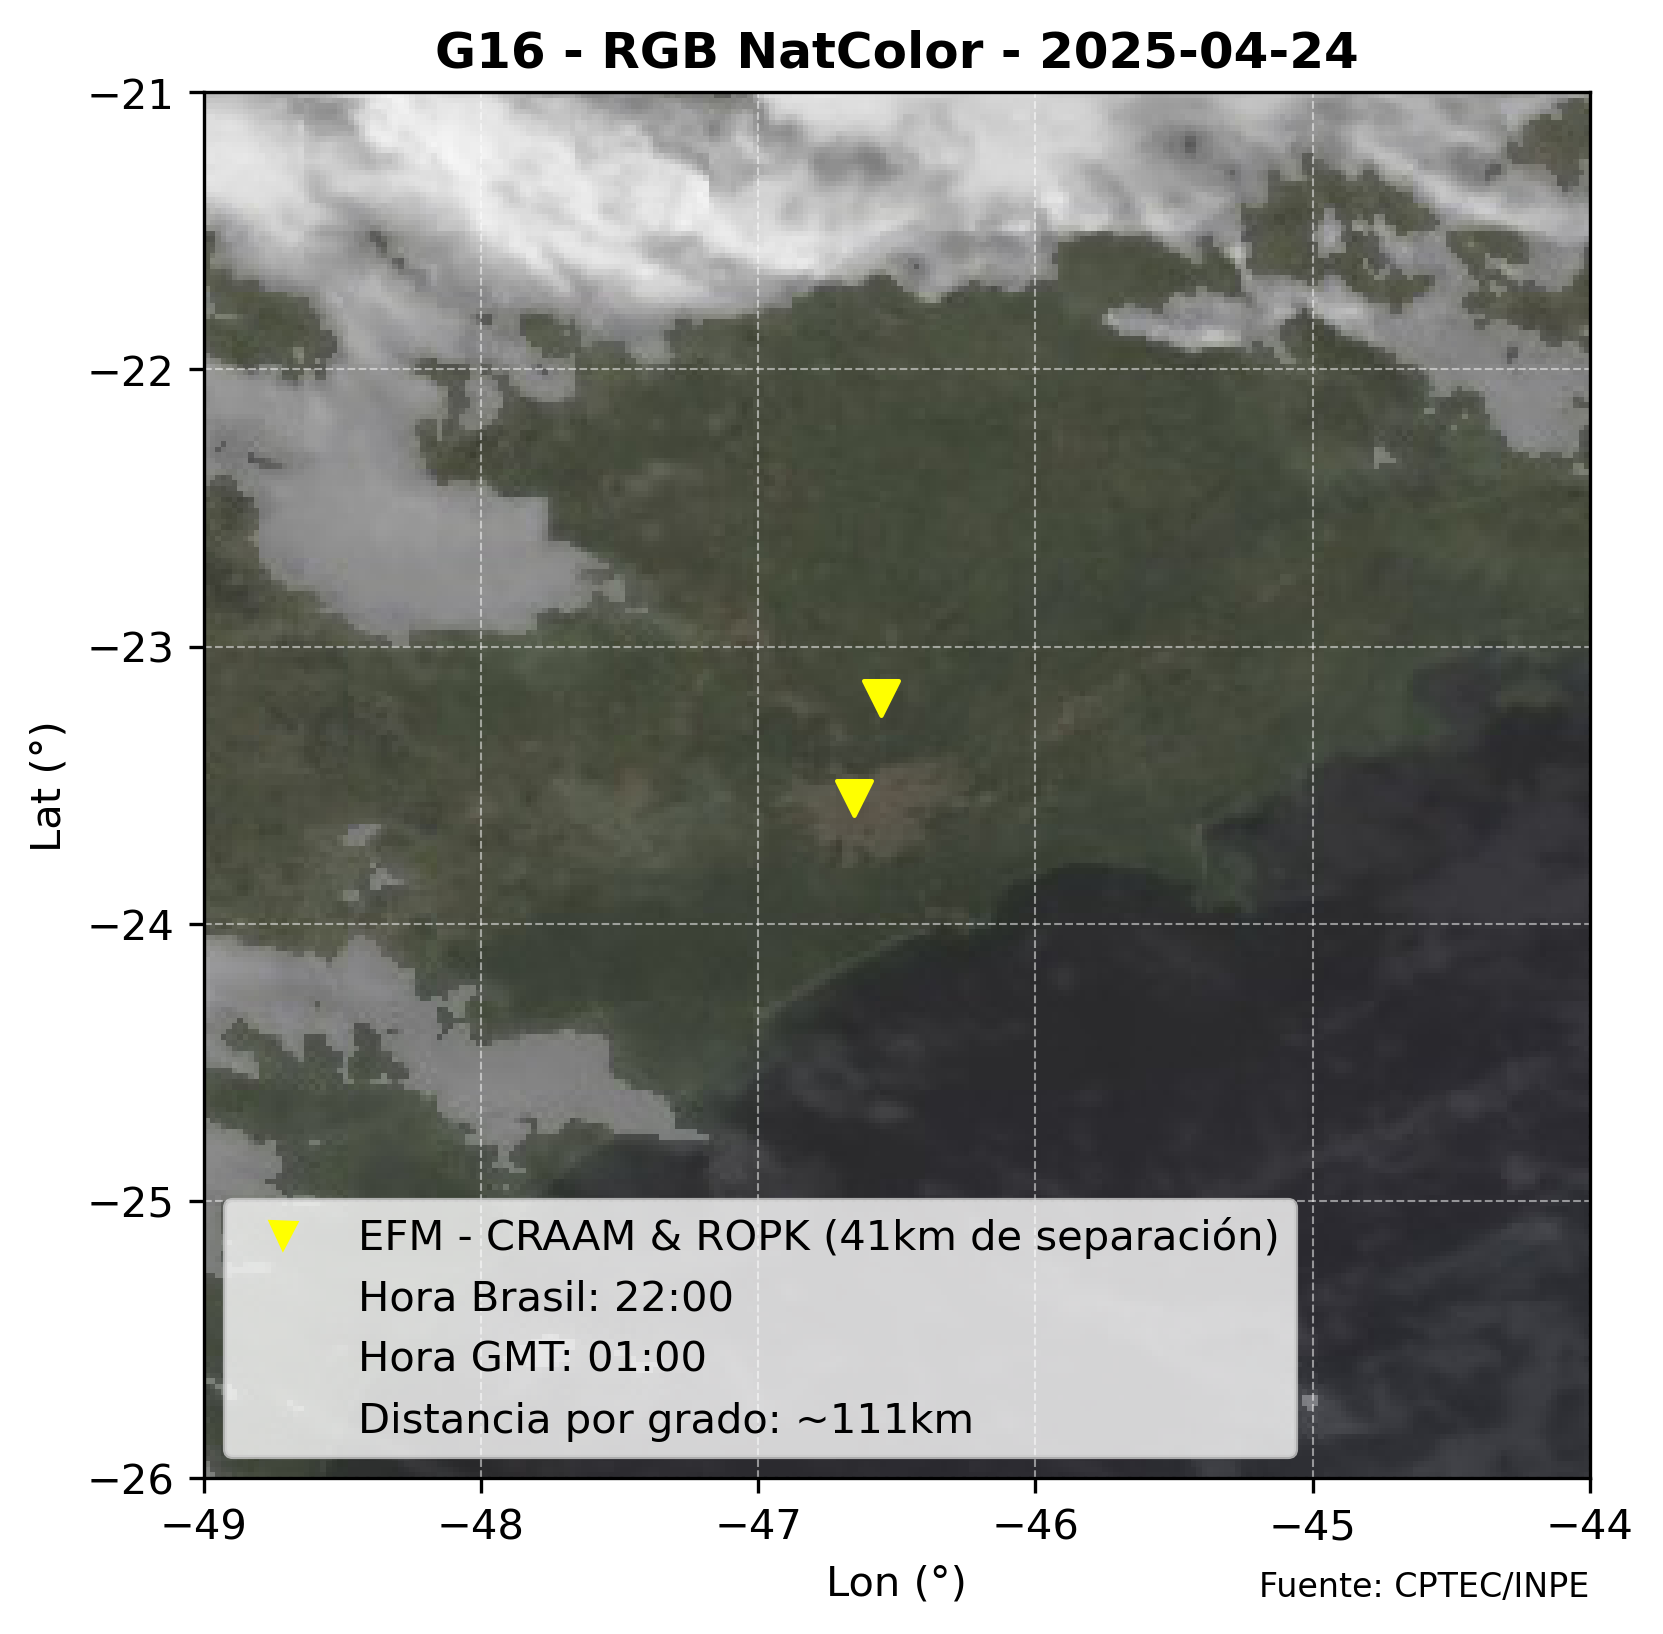 G16 - RGB NatColor - 2025-04-24
−21
−22
−23
−24
−25
−26
Lat (°)
EFM - CRAAM & ROPK (41km de separación)
Hora Brasil: 22:00
Hora GMT: 01:00
Distancia por grado: ~111km
−49
−48
−47
−46
−45
−44
Lon (°)
Fuente: CPTEC/INPE